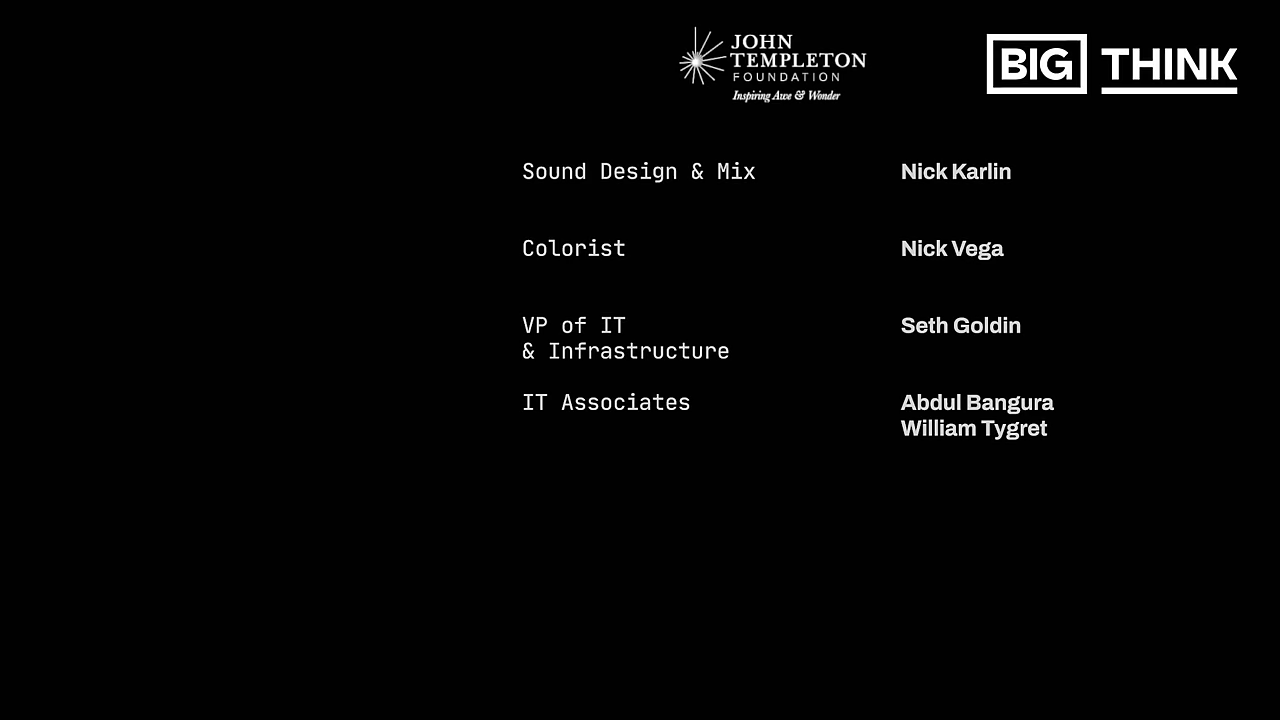 JOHN
TEMPLETON
FOUNDATION
Inspiring Awe & Wonder
BIG THINK
Sound Design & Mix Nick Karlin
Colorist Nick Vega
VP of IT Seth Goldin
& Infrastructure
IT Associates Abdul Bangura
William Tygret